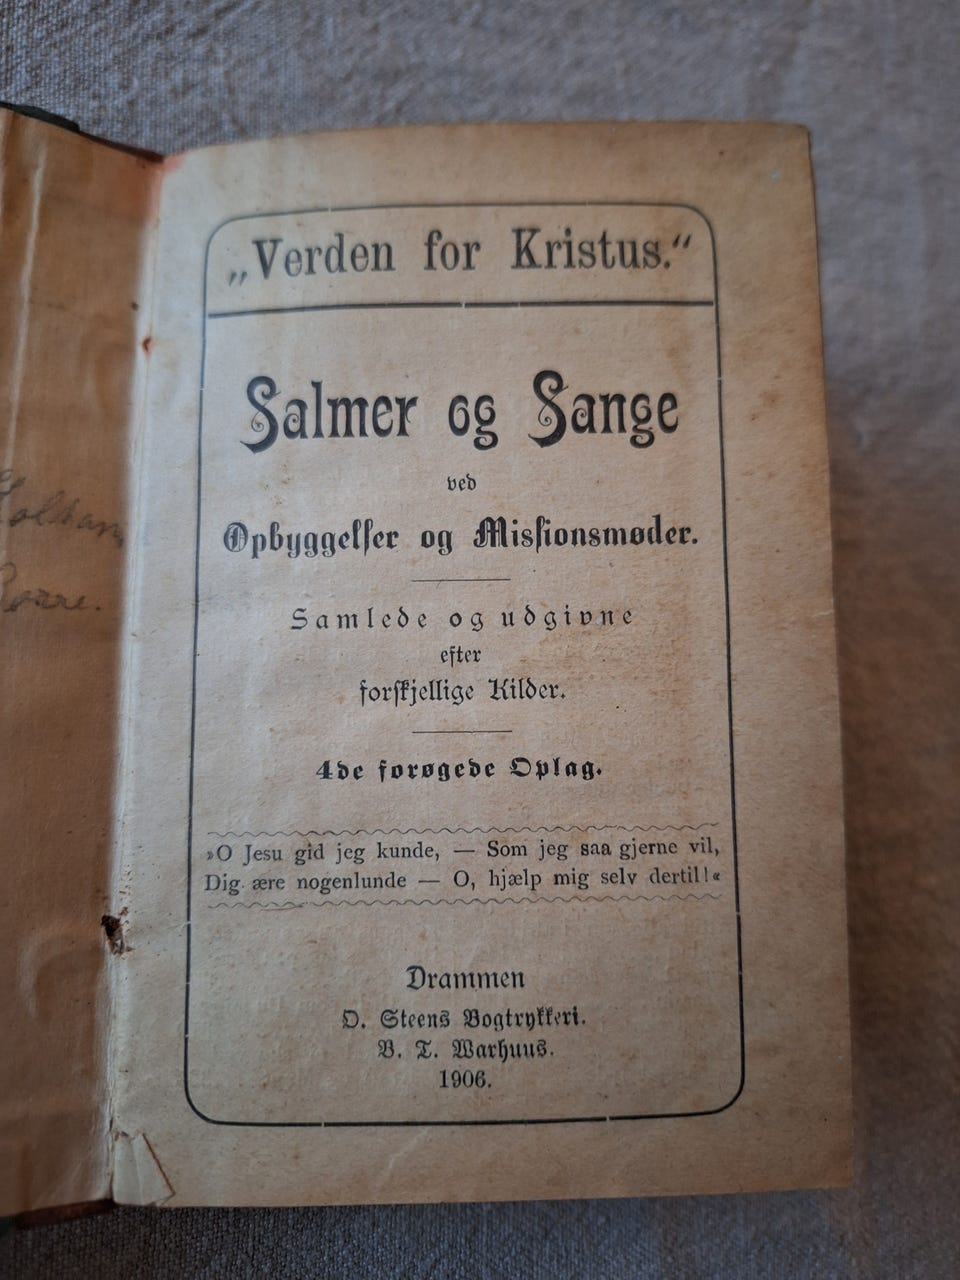 „Verden for Kristus.“
Salmer og Sange
ved
Opbyggelser og Missionsmøder.
Samlede og udgivne
efter
forskjellige Kilder.
4de forøgede Oplag.
»O Jesu gid jeg kunde, — Som jeg saa gjerne vil,
Dig ære nogenlunde — O, hjælp mig selv dertil!«
Drammen
O. Steens Bogtrykkeri.
B. T. Warhuus.
1906.